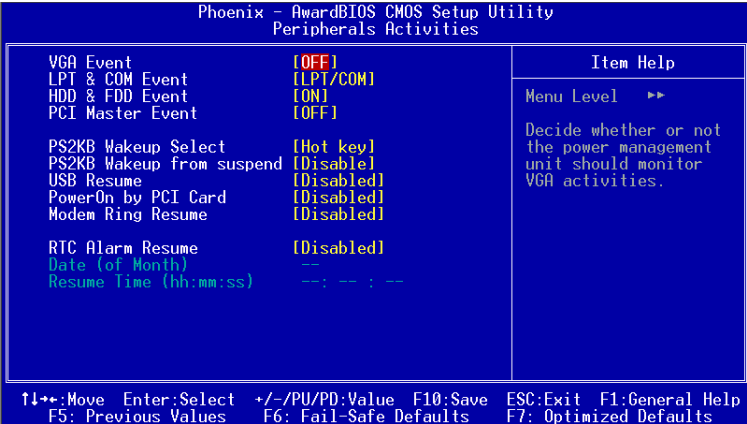 Phoenix - AwardBIOS CMOS Setup Utility
Peripherals Activities
VGA Event [OFF]
LPT & COM Event [LPT/COM]
HDD & FDD Event [ON]
PCI Master Event [OFF]
PS2KB Wakeup Select [Hot key]
PS2KB Wakeup from suspend [Disable]
USB Resume [Disabled]
PowerOn by PCI Card [Disabled]
Modem Ring Resume [Disabled]
RTC Alarm Resume [Disabled]
Date (of Month) --
Resume Time (hh:mm:ss) --: -- : --
Item Help
Menu Level ▸▸
Decide whether or not
the power management
unit should monitor
VGA activities.
↑↓→←:Move Enter:Select +/-/PU/PD:Value F10:Save ESC:Exit F1:General Help
F5: Previous Values F6: Fail-Safe Defaults F7: Optimized Defaults